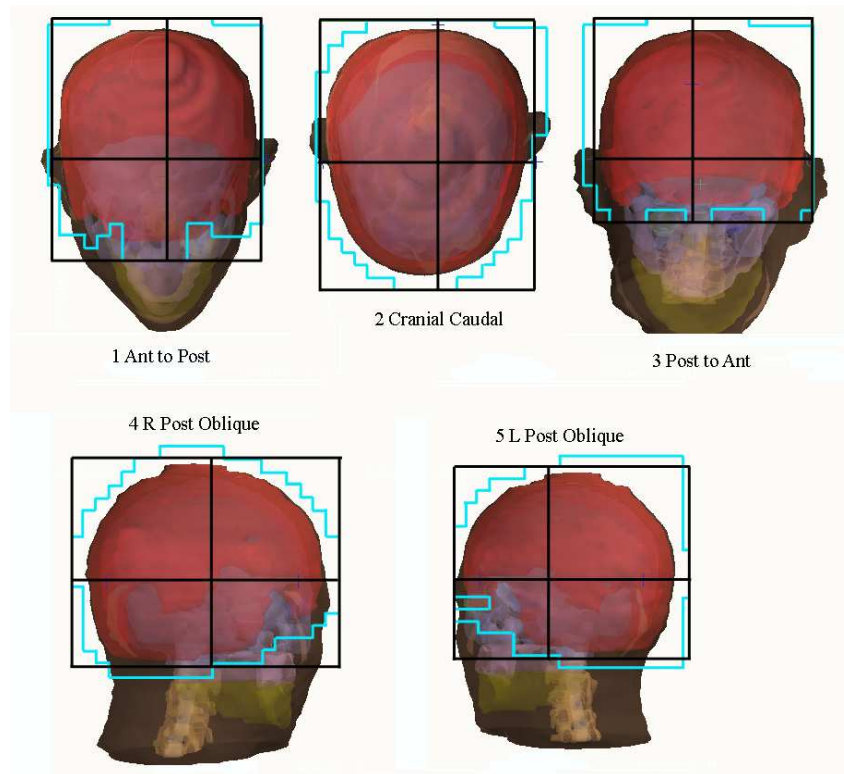 1 Ant to Post
2 Cranial Caudal
3 Post to Ant
4 R Post Oblique
5 L Post Oblique